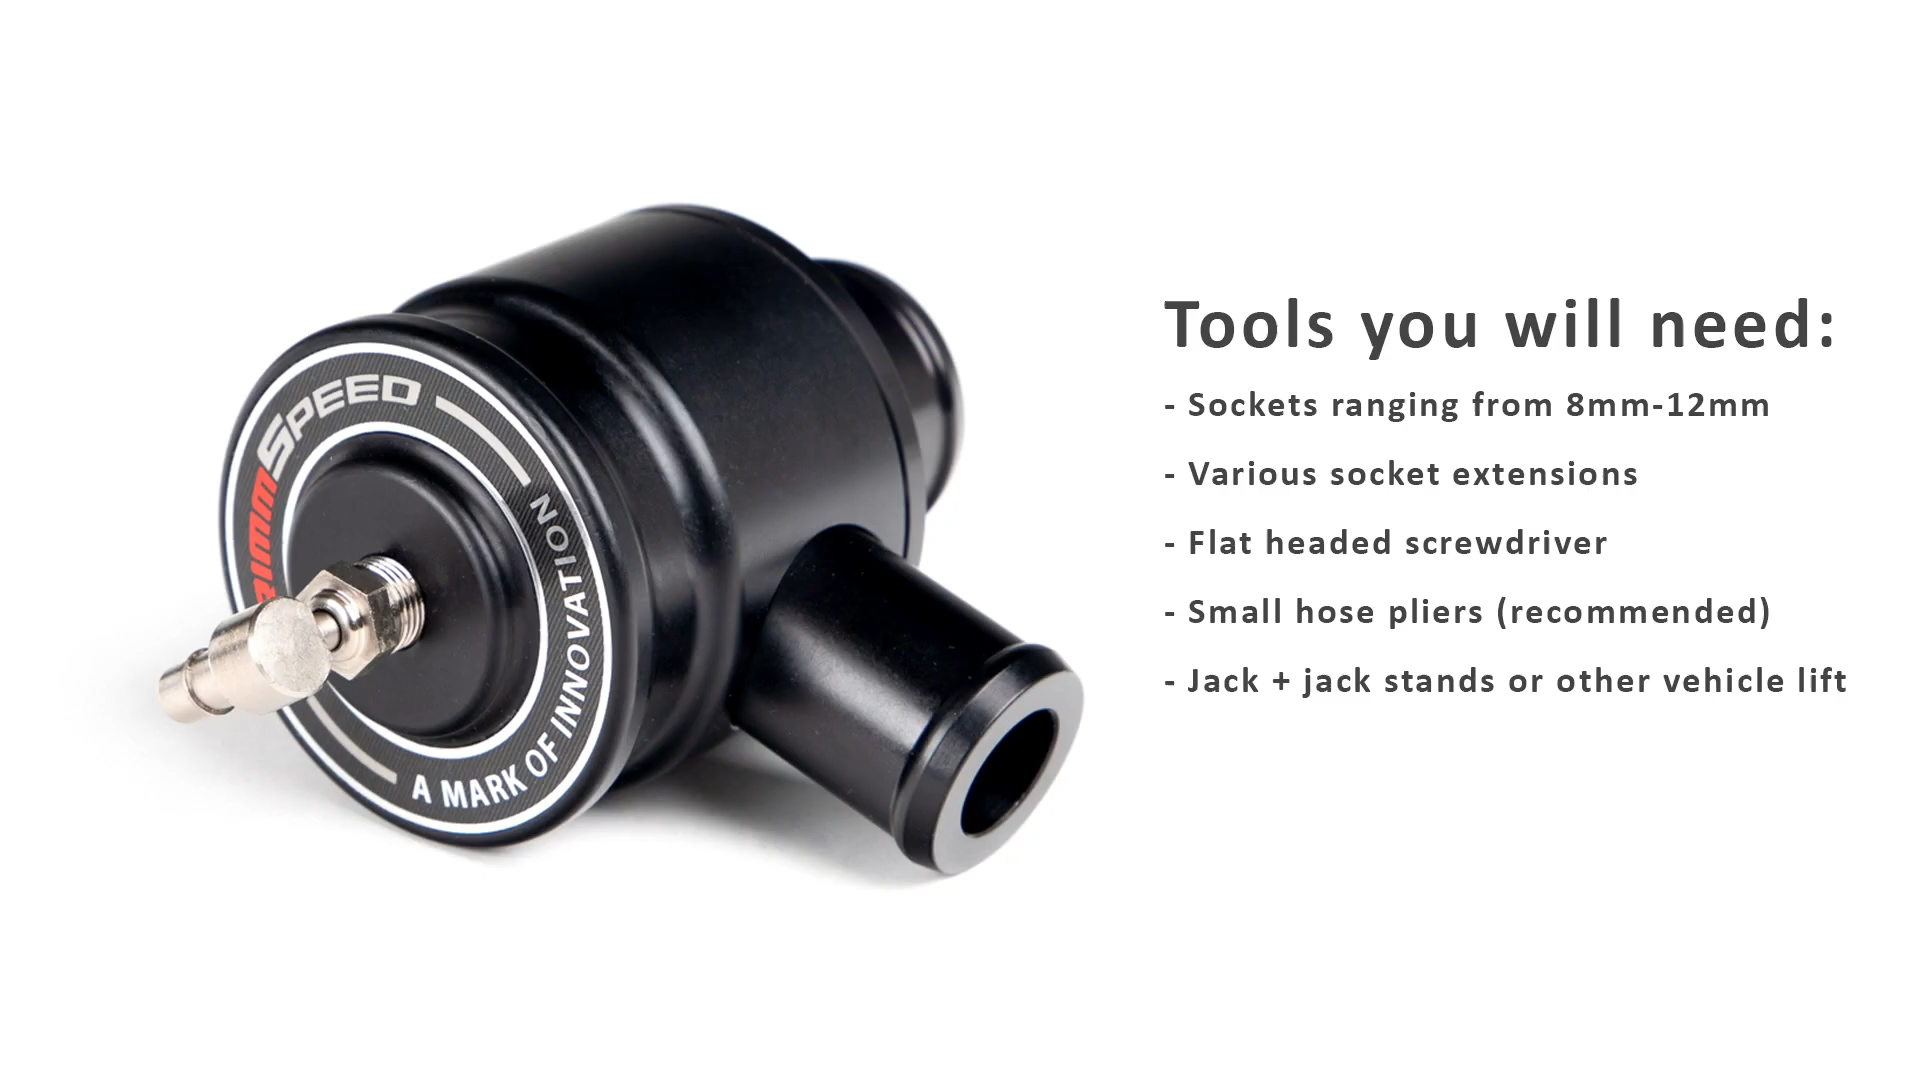 SPEED
A MARK OF INNOVATION
Tools you will need:
- Sockets ranging from 8mm-12mm
- Various socket extensions
- Flat headed screwdriver
- Small hose pliers (recommended)
- Jack + jack stands or other vehicle lift